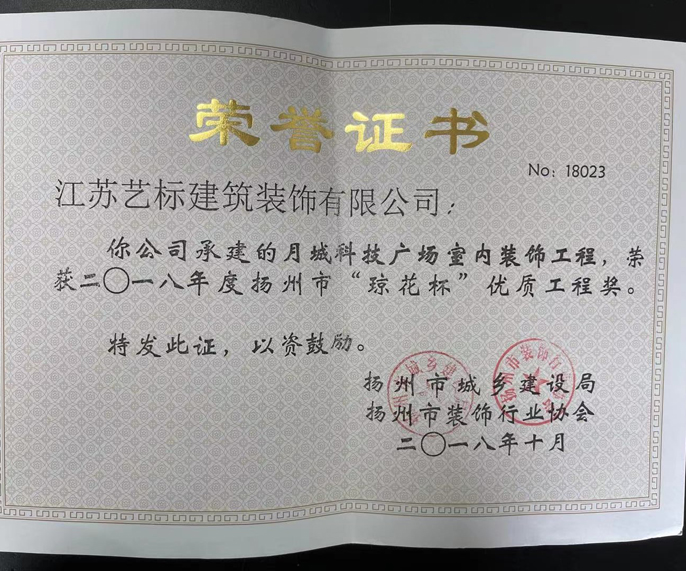 荣誉证书
No: 18023
江苏艺标建筑装饰有限公司:
你公司承建的月城科技广场室内装饰工程，荣
获二〇一八年度扬州市“琼花杯”优质工程奖。
特发此证，以资鼓励。
扬州市城乡建设局
扬州市装饰行业协会
二〇一八年十月